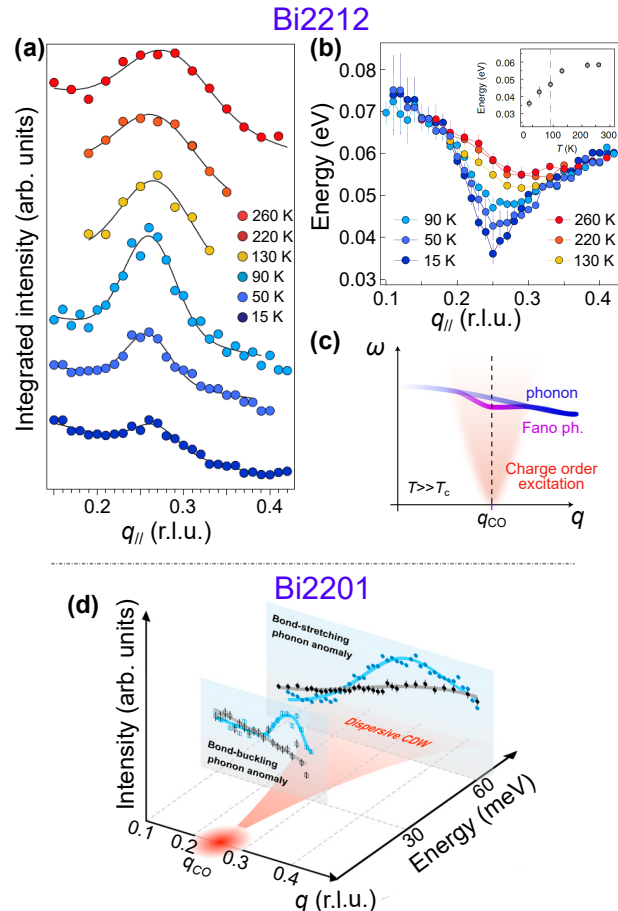 Bi2212
(a)
Integrated intensity (arb. units)
260 K
220 K
130 K
90 K
50 K
15 K
0.2
0.3
0.4
q// (r.l.u.)
(b)
Energy (eV)
0.08
0.07
0.06
0.05
0.04
0.03
Energy (eV)
0.06
0.05
0.04
0.03
0
100
200
300
T (K)
90 K
50 K
15 K
260 K
220 K
130 K
0.1
0.2
0.3
0.4
q// (r.l.u.)
(c)
ω
phonon
Fano ph.
Charge order
excitation
T>>Tc
qCO
q
Bi2201
(d)
Intensity (arb. units)
Bond-stretching
phonon anomaly
Bond-buckling
phonon anomaly
Dispersive CDW
0.1
0.2
0.3
0.4
qCO
q (r.l.u.)
30
60
Energy (meV)